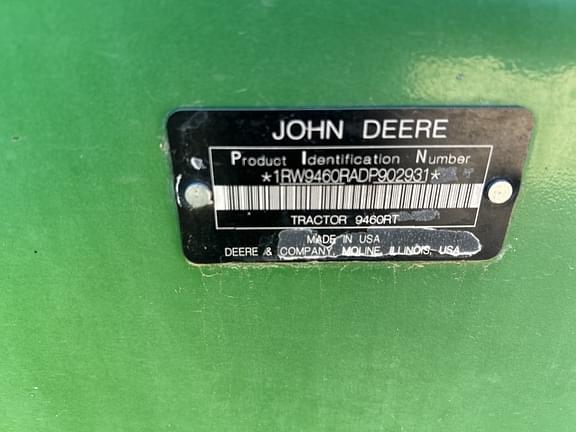 JOHN DEERE
Product Identification Number
*1RW9460RADP902931*
TRACTOR 9460RT
MADE IN USA
DEERE & COMPANY, MOLINE, ILLINOIS, USA